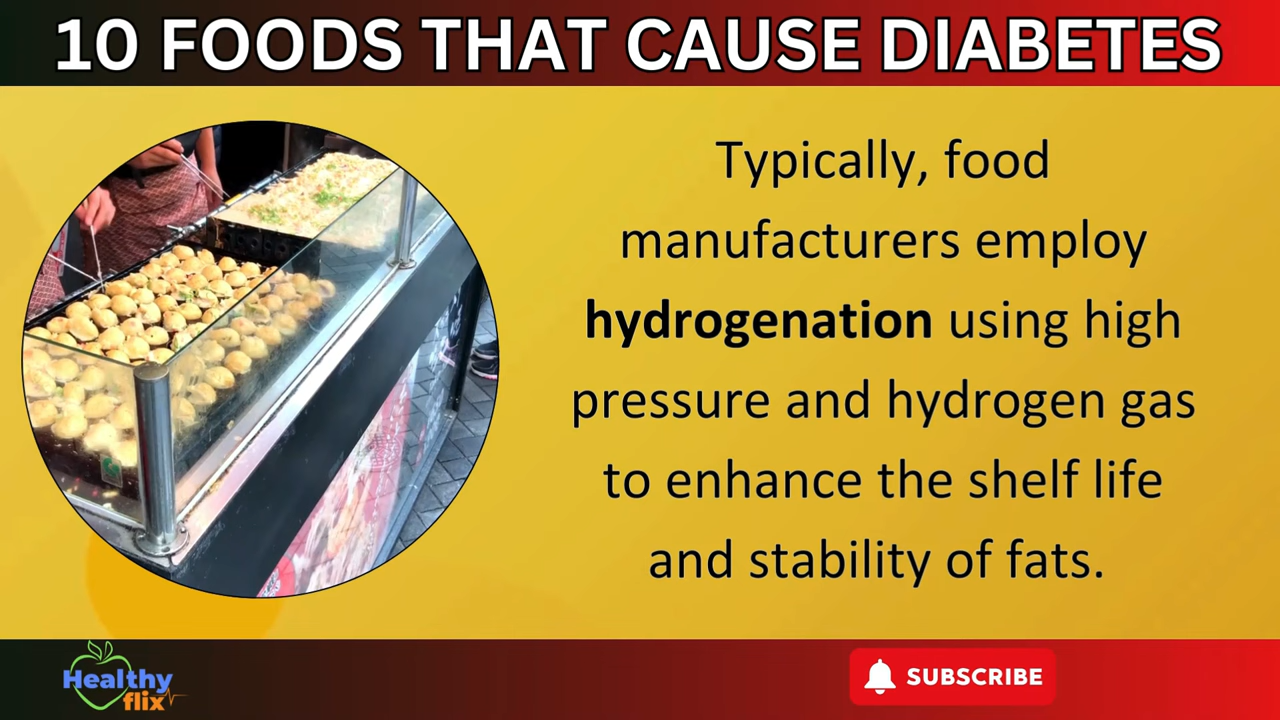 10 FOODS THAT CAUSE DIABETES
Typically, food
manufacturers employ
hydrogenation using high
pressure and hydrogen gas
to enhance the shelf life
and stability of fats.
Healthy
flix
SUBSCRIBE